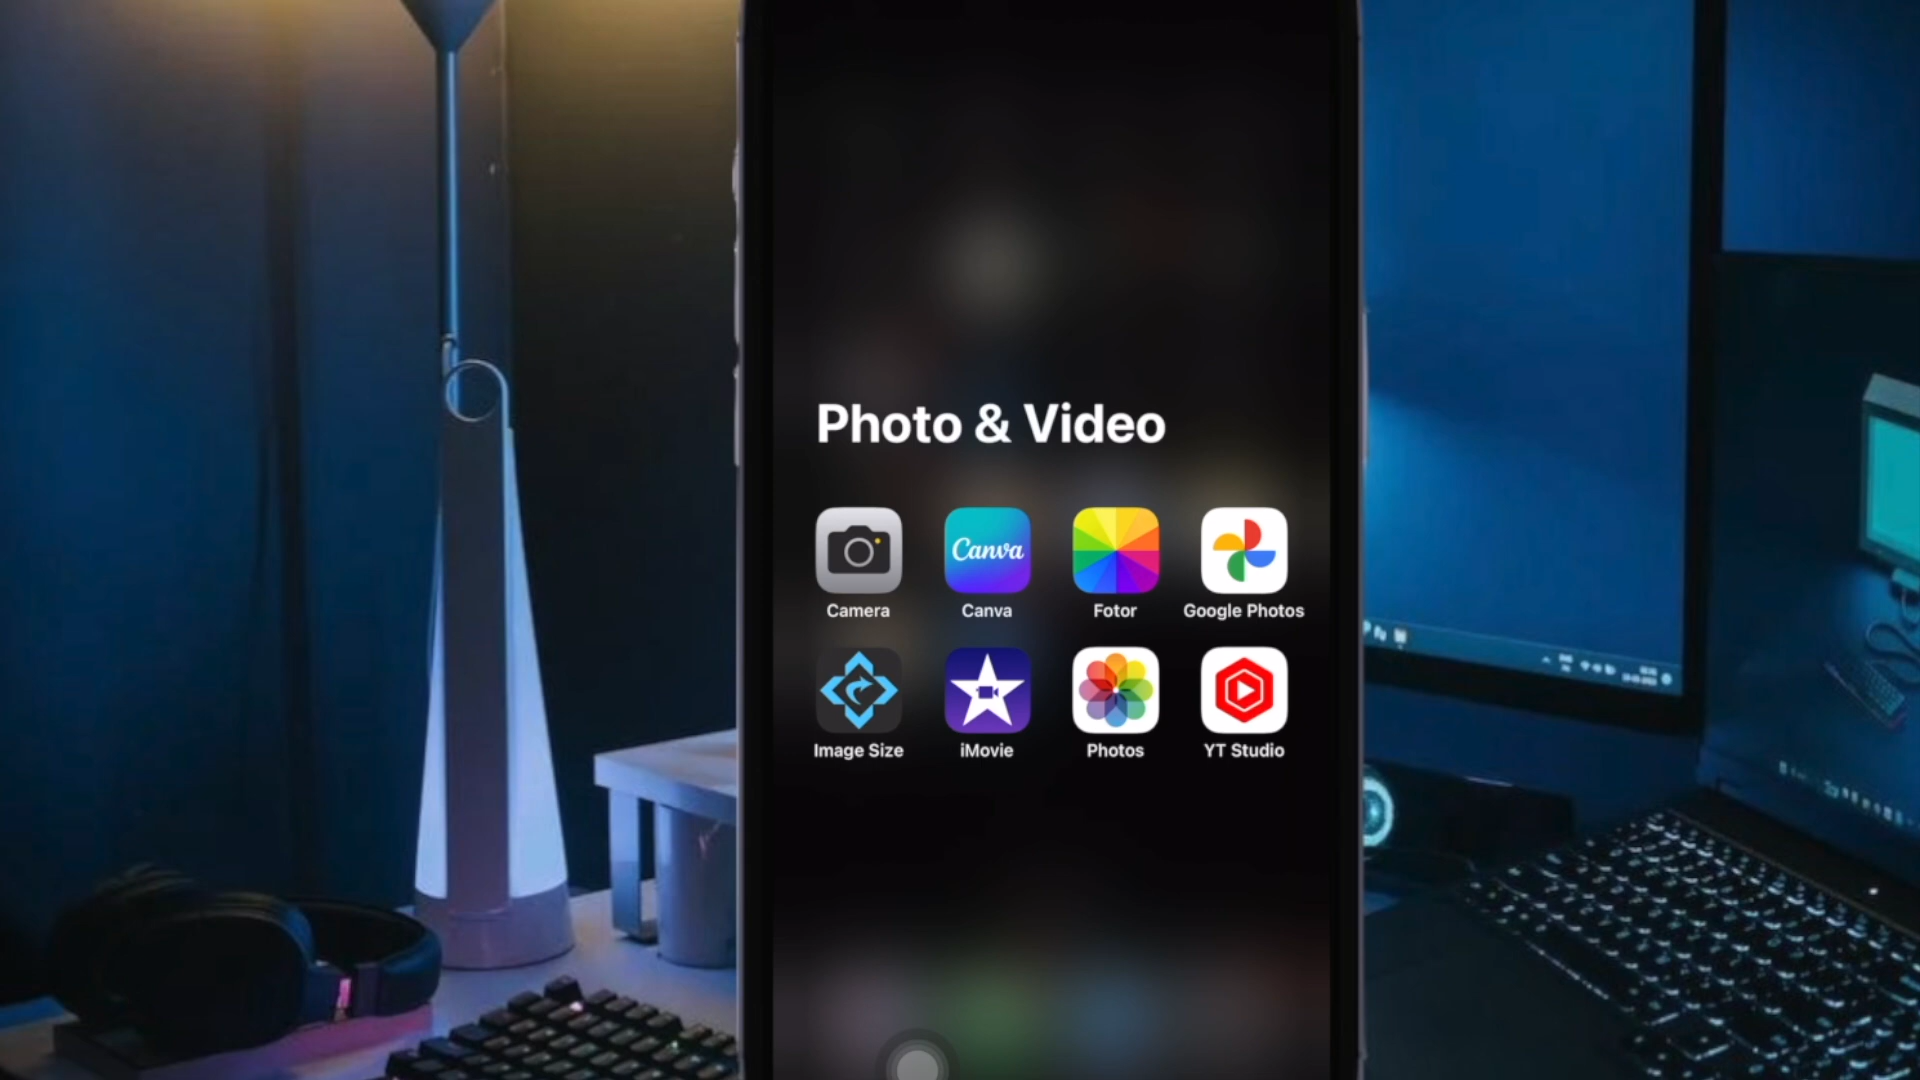 Photo & Video
Canva
Camera
Canva
Fotor
Google Photos
Image Size
iMovie
Photos
YT Studio